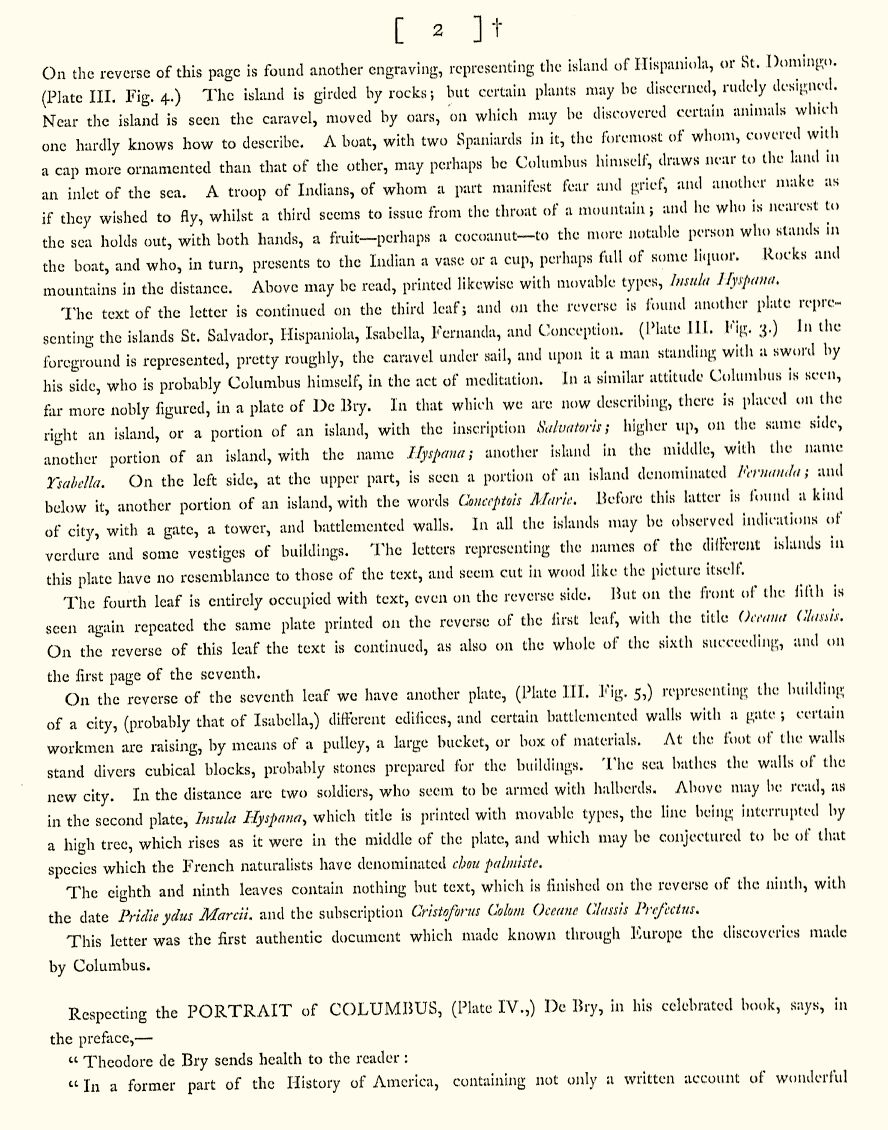 [ 2 ]†
On the reverse of this page is found another engraving, representing the island of Hispaniola, or St. Domingo.
(Plate III. Fig. 4.) The island is girded by rocks; but certain plants may be discerned, rudely designed.
Near the island is seen the caravel, moved by oars, on which may be discovered certain animals which
one hardly knows how to describe. A boat, with two Spaniards in it, the foremost of whom, covered with
a cap more ornamented than that of the other, may perhaps be Columbus himself, draws near to the land in
an inlet of the sea. A troop of Indians, of whom a part manifest fear and grief, and another make as
if they wished to fly, whilst a third seems to issue from the throat of a mountain; and he who is nearest to
the sea holds out, with both hands, a fruit—perhaps a cocoanut—to the more notable person who stands in
the boat, and who, in turn, presents to the Indian a vase or a cup, perhaps full of some liquor. Rocks and
mountains in the distance. Above may be read, printed likewise with movable types, Insula Hyspana.
The text of the letter is continued on the third leaf; and on the reverse is found another plate repre-
senting the islands St. Salvador, Hispaniola, Isabella, Fernanda, and Conception. (Plate III. Fig. 3.) In the
foreground is represented, pretty roughly, the caravel under sail, and upon it a man standing with a sword by
his side, who is probably Columbus himself, in the act of meditation. In a similar attitude Columbus is seen,
far more nobly figured, in a plate of De Bry. In that which we are now describing, there is placed on the
right an island, or a portion of an island, with the inscription Salvatoris; higher up, on the same side,
another portion of an island, with the name Hyspana; another island in the middle, with the name
Ysabella. On the left side, at the upper part, is seen a portion of an island denominated Fernanda; and
below it, another portion of an island, with the words Conceptois Marie. Before this latter is found a kind
of city, with a gate, a tower, and battlemented walls. In all the islands may be observed indications of
verdure and some vestiges of buildings. The letters representing the names of the different islands in
this plate have no resemblance to those of the text, and seem cut in wood like the picture itself.
The fourth leaf is entirely occupied with text, even on the reverse side. But on the front of the fifth is
seen again repeated the same plate printed on the reverse of the first leaf, with the title Oceana Classis.
On the reverse of this leaf the text is continued, as also on the whole of the sixth succeeding, and on
the first page of the seventh.
On the reverse of the seventh leaf we have another plate, (Plate III. Fig. 5,) representing the building
of a city, (probably that of Isabella,) different edifices, and certain battlemented walls with a gate; certain
workmen are raising, by means of a pulley, a large bucket, or box of materials. At the foot of the walls
stand divers cubical blocks, probably stones prepared for the buildings. The sea bathes the walls of the
new city. In the distance are two soldiers, who seem to be armed with halberds. Above may be read, as
in the second plate, Insula Hyspana, which title is printed with movable types, the line being interrupted by
a high tree, which rises as it were in the middle of the plate, and which may be conjectured to be of that
species which the French naturalists have denominated chou palmiste.
The eighth and ninth leaves contain nothing but text, which is finished on the reverse of the ninth, with
the date Pridie ydus Marcii. and the subscription Cristoforus Colom Oceane Classis Prefectus.
This letter was the first authentic document which made known through Europe the discoveries made
by Columbus.
Respecting the PORTRAIT of COLUMBUS, (Plate IV.,) De Bry, in his celebrated book, says, in
the preface,—
“ Theodore de Bry sends health to the reader :
“ In a former part of the History of America, containing not only a written account of wonderful